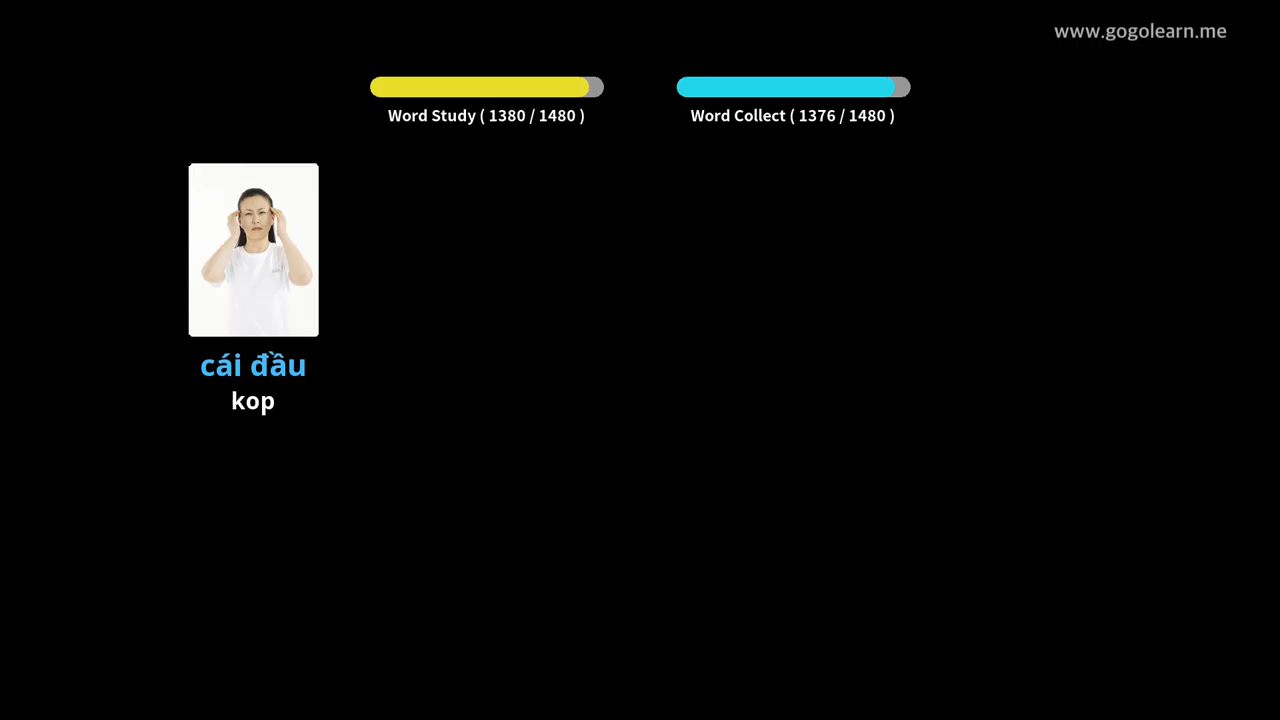 www.gogolearn.me
Word Study ( 1380 / 1480 )
Word Collect ( 1376 / 1480 )
cái đầu
kop